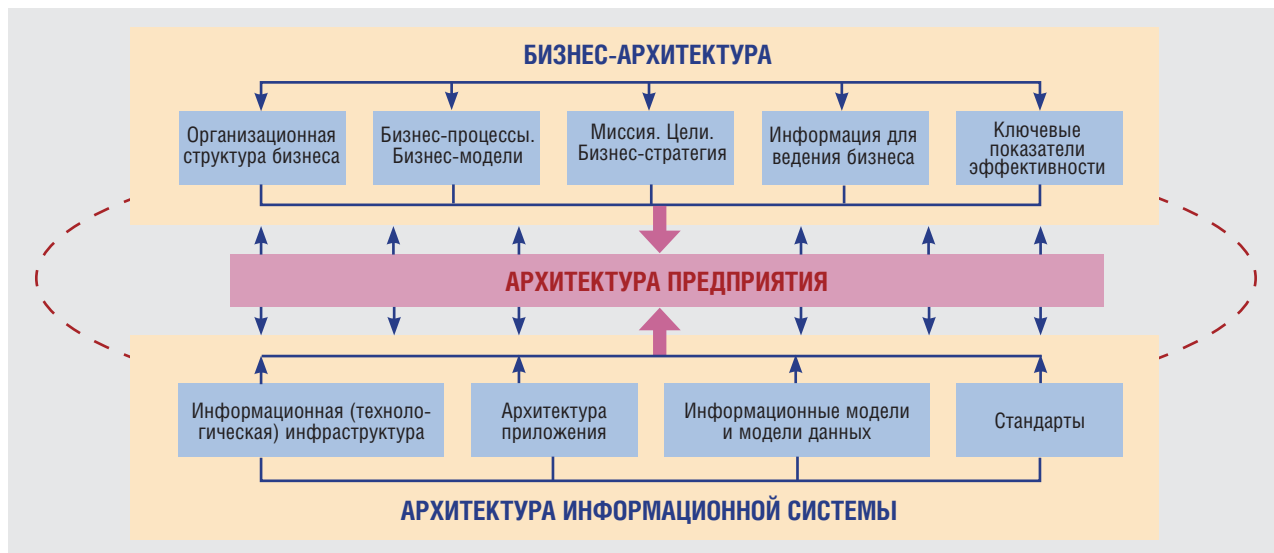 БИЗНЕС-АРХИТЕКТУРА
Организационная
структура бизнеса
Бизнес-процессы.
Бизнес-модели
Миссия. Цели.
Бизнес-стратегия
Информация для
ведения бизнеса
Ключевые
показатели
эффективности
АРХИТЕКТУРА ПРЕДПРИЯТИЯ
Информационная (техноло-
гическая) инфраструктура
Архитектура
приложения
Информационные модели
и модели данных
Стандарты
АРХИТЕКТУРА ИНФОРМАЦИОННОЙ СИСТЕМЫ